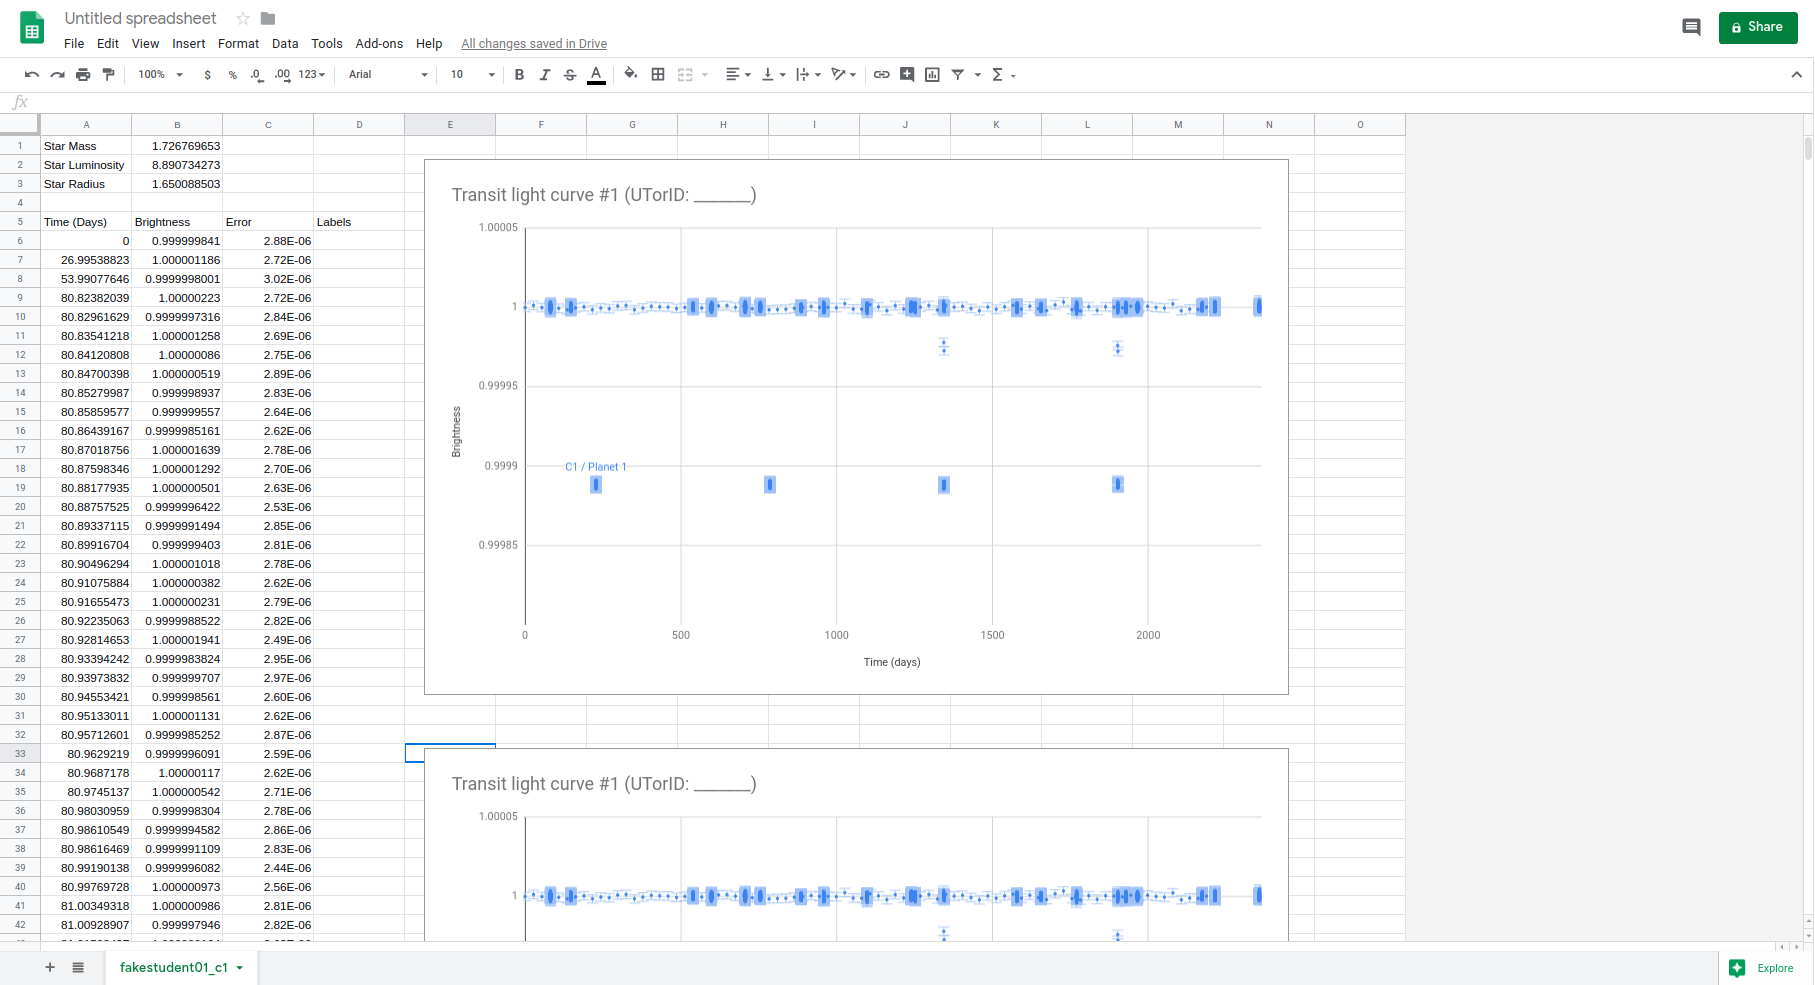 Untitled spreadsheet
Share
File Edit View Insert Format Data Tools Add-ons Help All changes saved in Drive
100% $ % .0 .00 123 Arial 10 B I S A Σ
fx
A B C D E F G H I J K L M N O
1 Star Mass 1.726769653
2 Star Luminosity 8.890734273
3 Star Radius 1.650088503
4
5 Time (Days) Brightness Error Labels
6 0 0.999999841 2.88E-06
7 26.99538823 1.000001186 2.72E-06
8 53.99077646 0.9999998001 3.02E-06
9 80.82382039 1.00000223 2.72E-06
10 80.82961629 0.9999997316 2.84E-06
11 80.83541218 1.000001258 2.69E-06
12 80.84120808 1.00000086 2.75E-06
13 80.84700398 1.000000519 2.89E-06
14 80.85279987 0.999998937 2.83E-06
15 80.85859577 0.999999557 2.64E-06
16 80.86439167 0.9999985161 2.62E-06
17 80.87018756 1.000001639 2.78E-06
18 80.87598346 1.000001292 2.70E-06
19 80.88177935 1.000000501 2.63E-06
20 80.88757525 0.9999996422 2.53E-06
21 80.89337115 0.9999991494 2.85E-06
22 80.89916704 0.999999403 2.81E-06
23 80.90496294 1.000001018 2.78E-06
24 80.91075884 1.000000382 2.62E-06
25 80.91655473 1.000000231 2.79E-06
26 80.92235063 0.9999988522 2.82E-06
27 80.92814653 1.000001941 2.49E-06
28 80.93394242 0.9999983824 2.95E-06
29 80.93973832 0.999999707 2.97E-06
30 80.94553421 0.999998561 2.60E-06
31 80.95133011 1.000001131 2.62E-06
32 80.95712601 0.9999985252 2.87E-06
33 80.9629219 0.9999996091 2.59E-06
34 80.9687178 1.00000117 2.62E-06
35 80.9745137 1.000000542 2.71E-06
36 80.98030959 0.999998304 2.78E-06
37 80.98610549 0.9999994582 2.86E-06
38 80.98616469 0.9999991109 2.83E-06
39 80.99190138 0.9999996082 2.44E-06
40 80.99769728 1.000000973 2.56E-06
41 81.00349318 1.000000986 2.81E-06
42 81.00928907 0.999997946 2.82E-06
Transit light curve #1 (UTorID: ______)
1.00005
1
0.99995
0.9999
0.99985
Brightness
C1 / Planet 1
0 500 1000 1500 2000
Time (days)
Transit light curve #1 (UTorID: ______)
1.00005
1
fakestudent01_c1
Explore